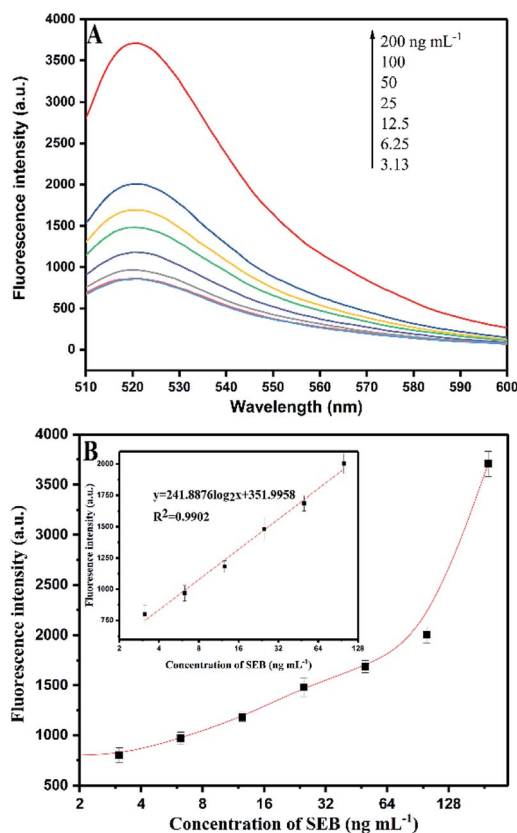 A
200 ng mL⁻¹
100
50
25
12.5
6.25
3.13
4000
3500
3000
2500
2000
1500
1000
500
0
Fluorescence intensity (a.u.)
510 520 530 540 550 560 570 580 590 600
Wavelength (nm)
B
4000
3500
3000
2500
2000
1500
1000
500
Fluorescence intensity (a.u.)
2000
1750
1500
1250
1000
750
Fluoresence intensity (a.u.)
y=241.8876log₂x+351.9958
R²=0.9902
2 4 8 16 32 64 128
Concentration of SEB (ng mL⁻¹)
2 4 8 16 32 64 128
Concentration of SEB (ng mL⁻¹)